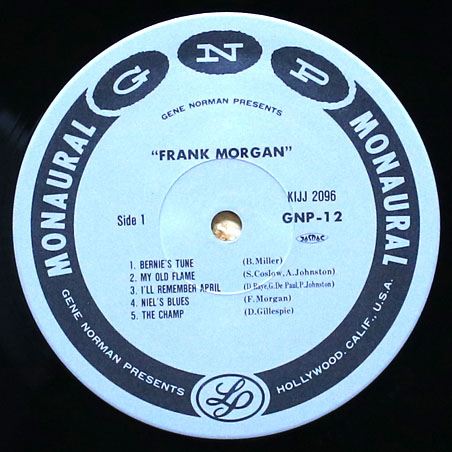 GNP
GENE NORMAN PRESENTS
MONAURAL
MONAURAL
"FRANK MORGAN"
KIJJ 2096
Side 1
GNP-12
1. BERNIE'S TUNE (B.Miller)
2. MY OLD FLAME (S.Coslow,A.Johnston)
3. I'LL REMEMBER APRIL (D.Raye,G.De Paul,P.Johnston)
4. NIEL'S BLUES (F.Morgan)
5. THE CHAMP (D.Gillespie)
GENE NORMAN PRESENTS
LP
HOLLYWOOD, CALIF., U.S.A.